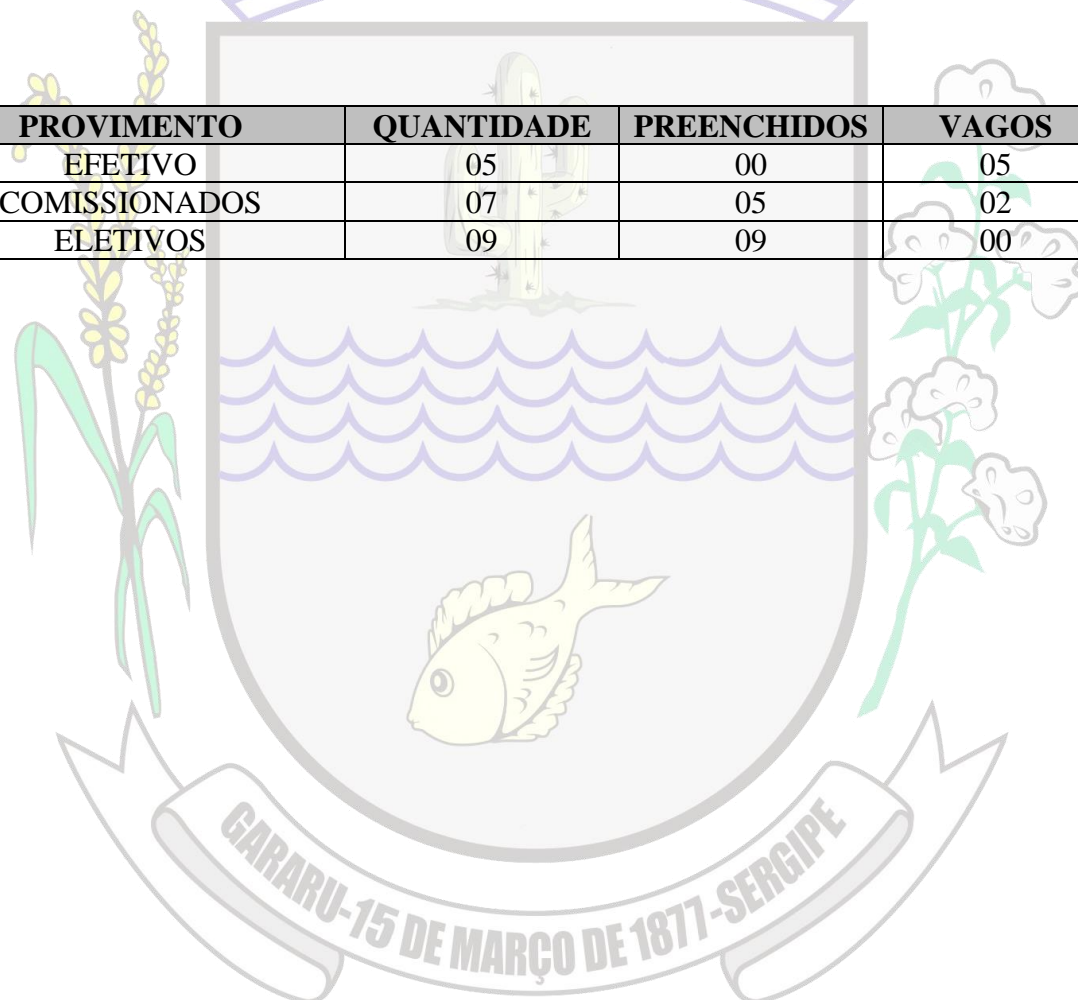 PROVIMENTO QUANTIDADE PREENCHIDOS VAGOS
EFETIVO 05 00 05
COMISSIONADOS 07 05 02
ELETIVOS 09 09 00
GARARU-15 DE MARÇO DE 1877-SERGIPE